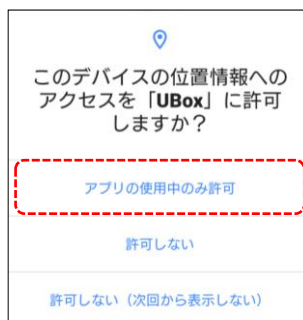 このデバイスの位置情報への
アクセスを「UBox」に許可
しますか？
アプリの使用中のみ許可
許可しない
許可しない（次回から表示しない）